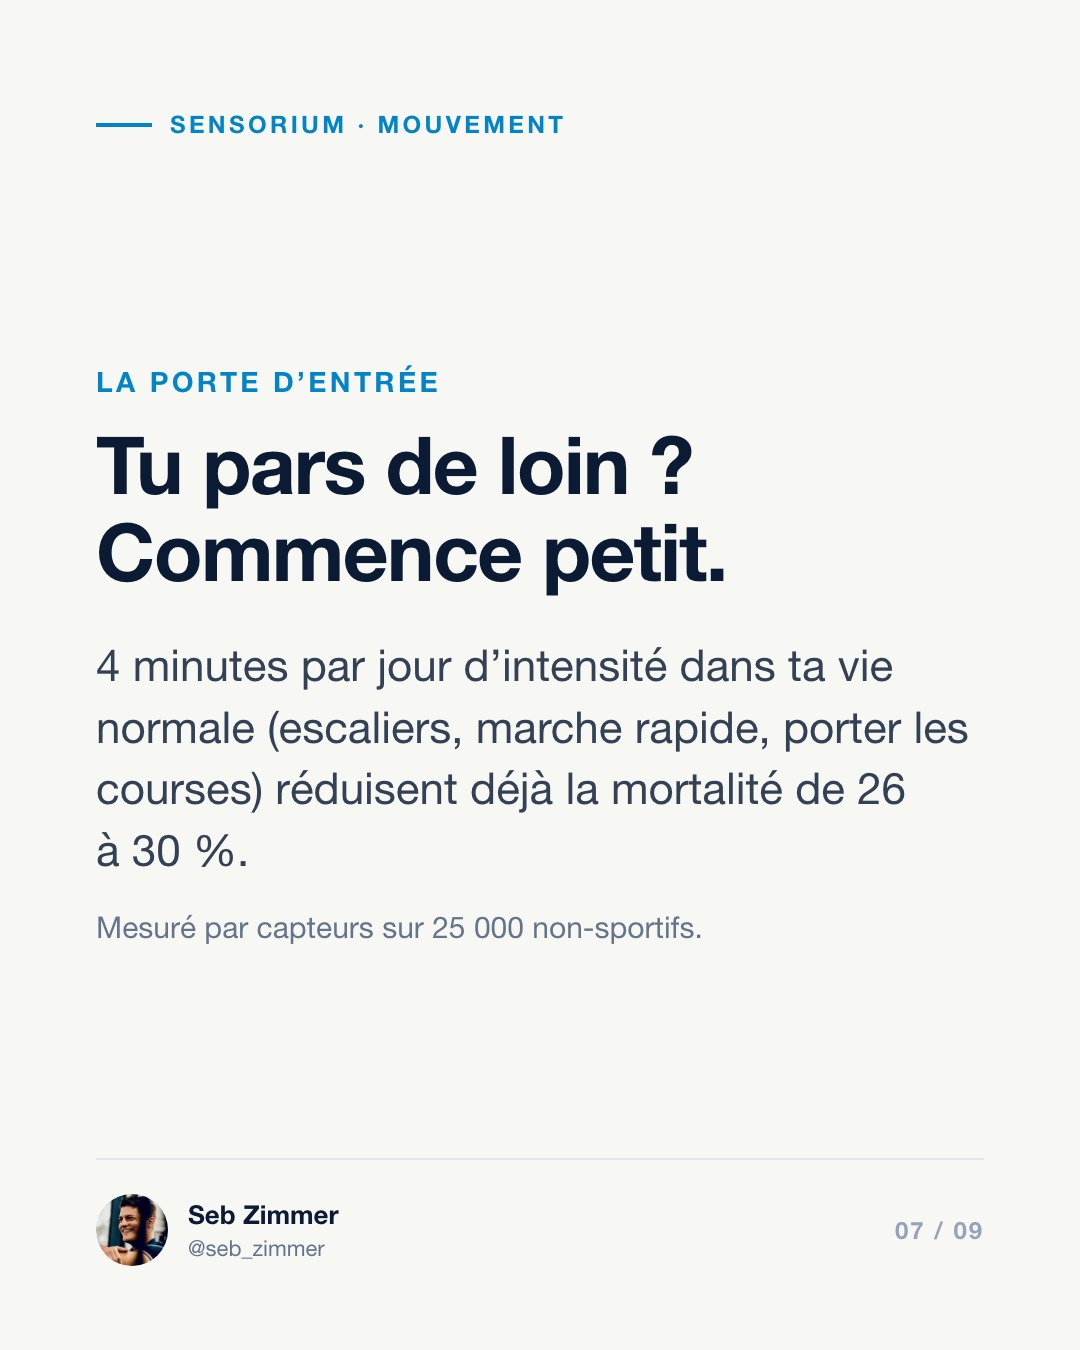 SENSORIUM · MOUVEMENT
LA PORTE D’ENTRÉE
Tu pars de loin ?
Commence petit.
4 minutes par jour d’intensité dans ta vie
normale (escaliers, marche rapide, porter les
courses) réduisent déjà la mortalité de 26
à 30 %.
Mesuré par capteurs sur 25 000 non-sportifs.
Seb Zimmer
@seb_zimmer
07 / 09